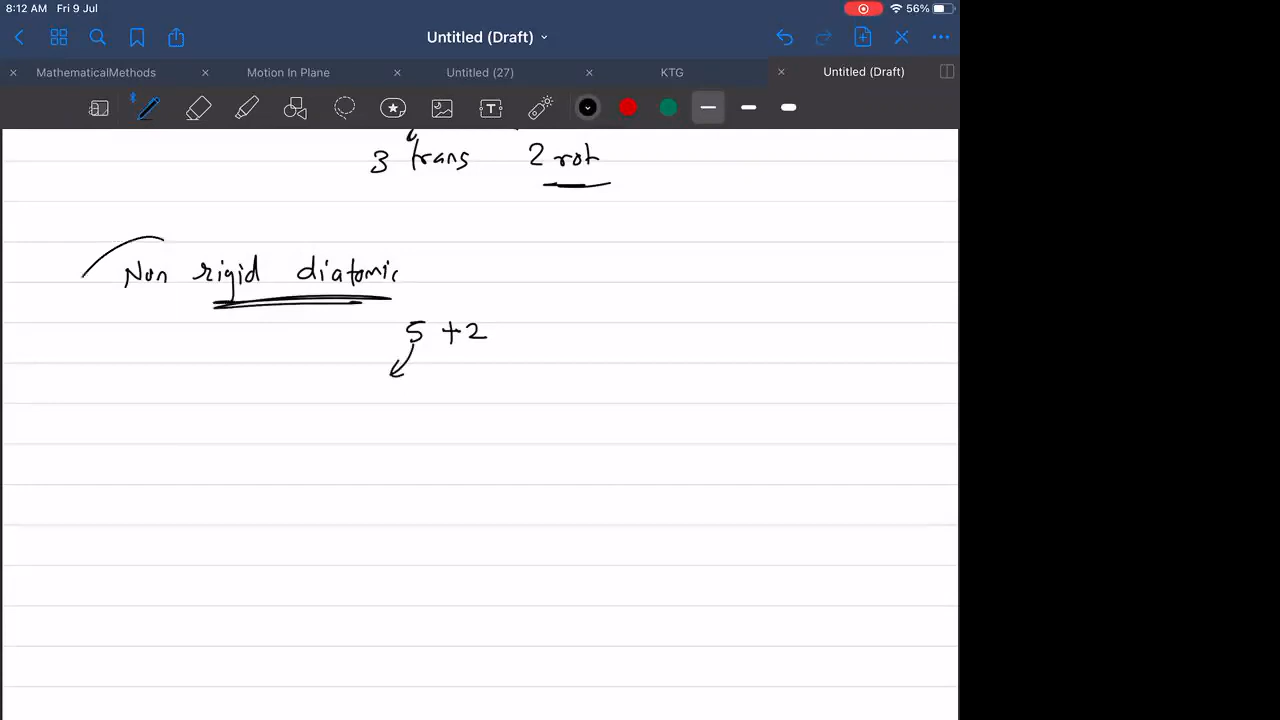 8:12 AM Fri 9 Jul 56%
Untitled (Draft)
MathematicalMethods Motion In Plane Untitled (27) KTG Untitled (Draft)
3 trans 2 rot
Non rigid diatomic
5 +2